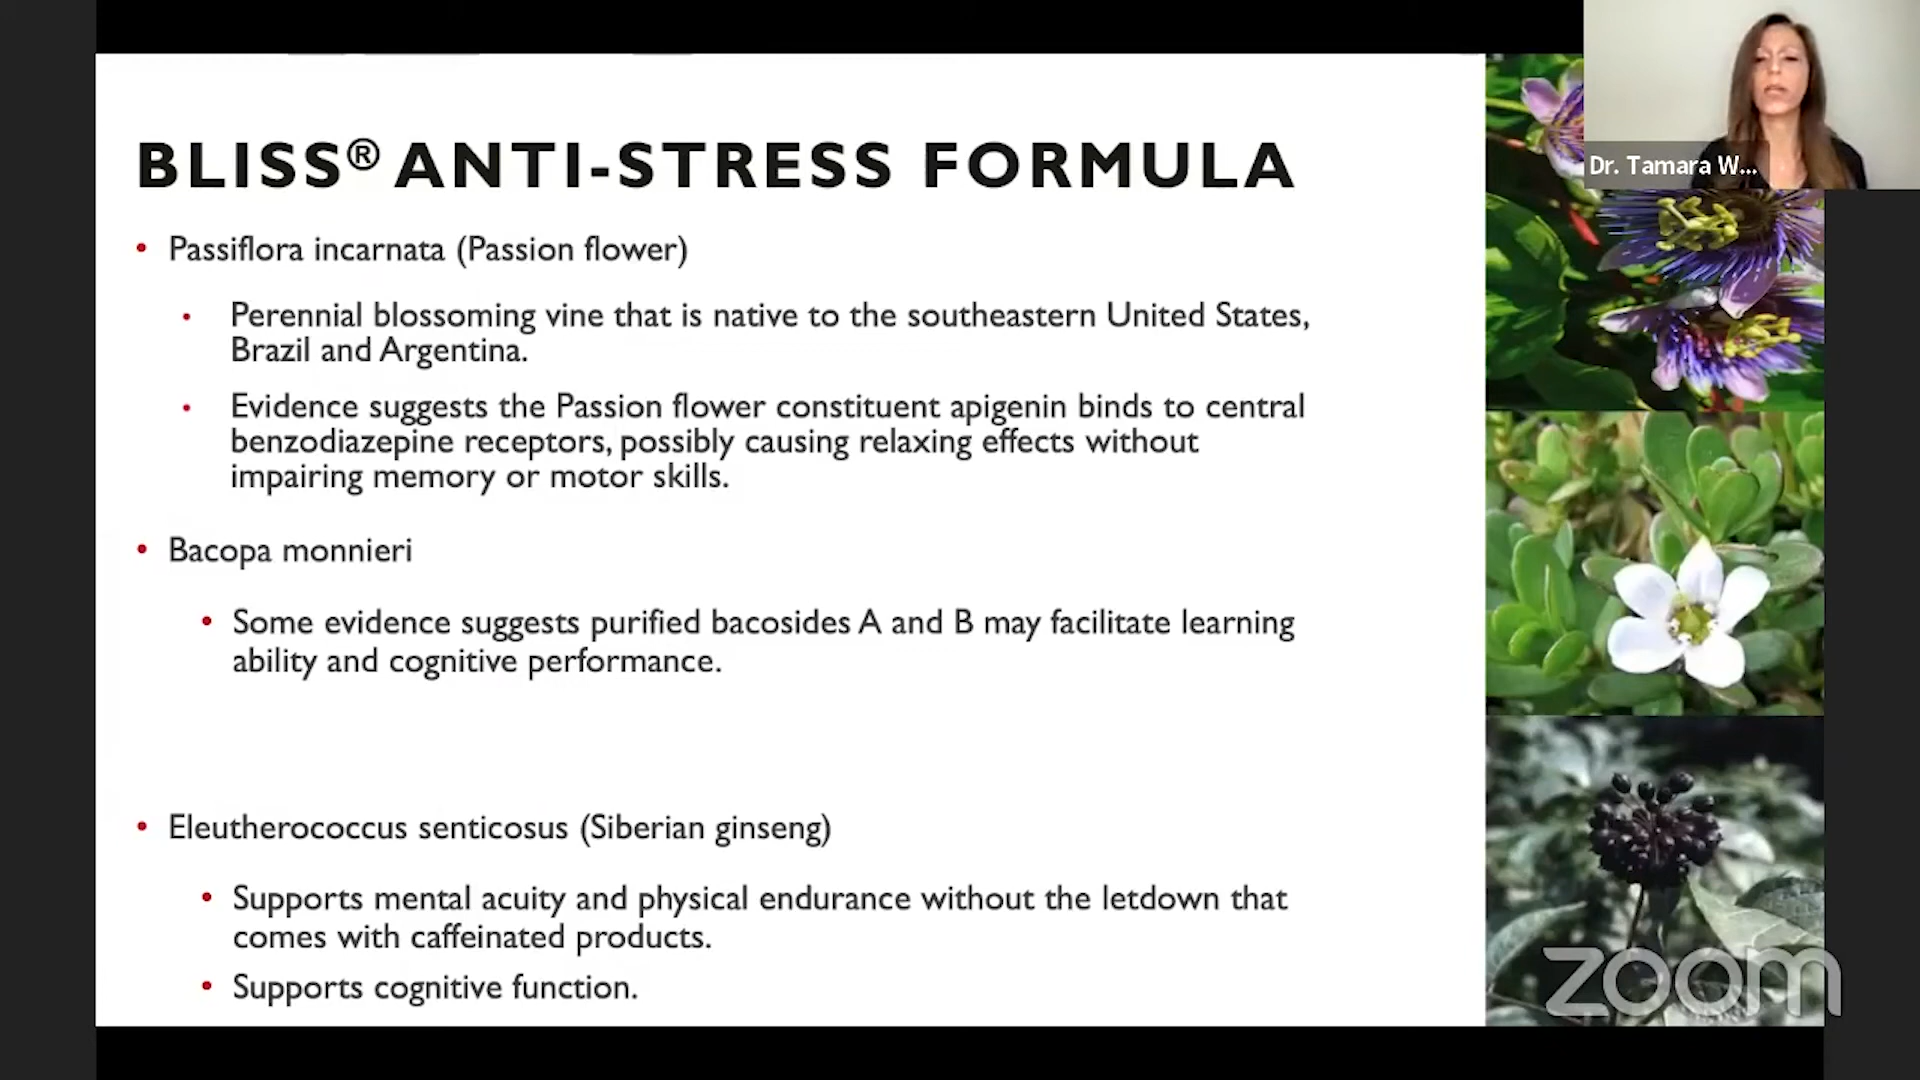 Dr. Tamara W...
BLISS® ANTI-STRESS FORMULA
• Passiflora incarnata (Passion flower)
• Perennial blossoming vine that is native to the southeastern United States,
Brazil and Argentina.
• Evidence suggests the Passion flower constituent apigenin binds to central
benzodiazepine receptors, possibly causing relaxing effects without
impairing memory or motor skills.
• Bacopa monnieri
• Some evidence suggests purified bacosides A and B may facilitate learning
ability and cognitive performance.
• Eleutherococcus senticosus (Siberian ginseng)
• Supports mental acuity and physical endurance without the letdown that
comes with caffeinated products.
• Supports cognitive function.
zoom